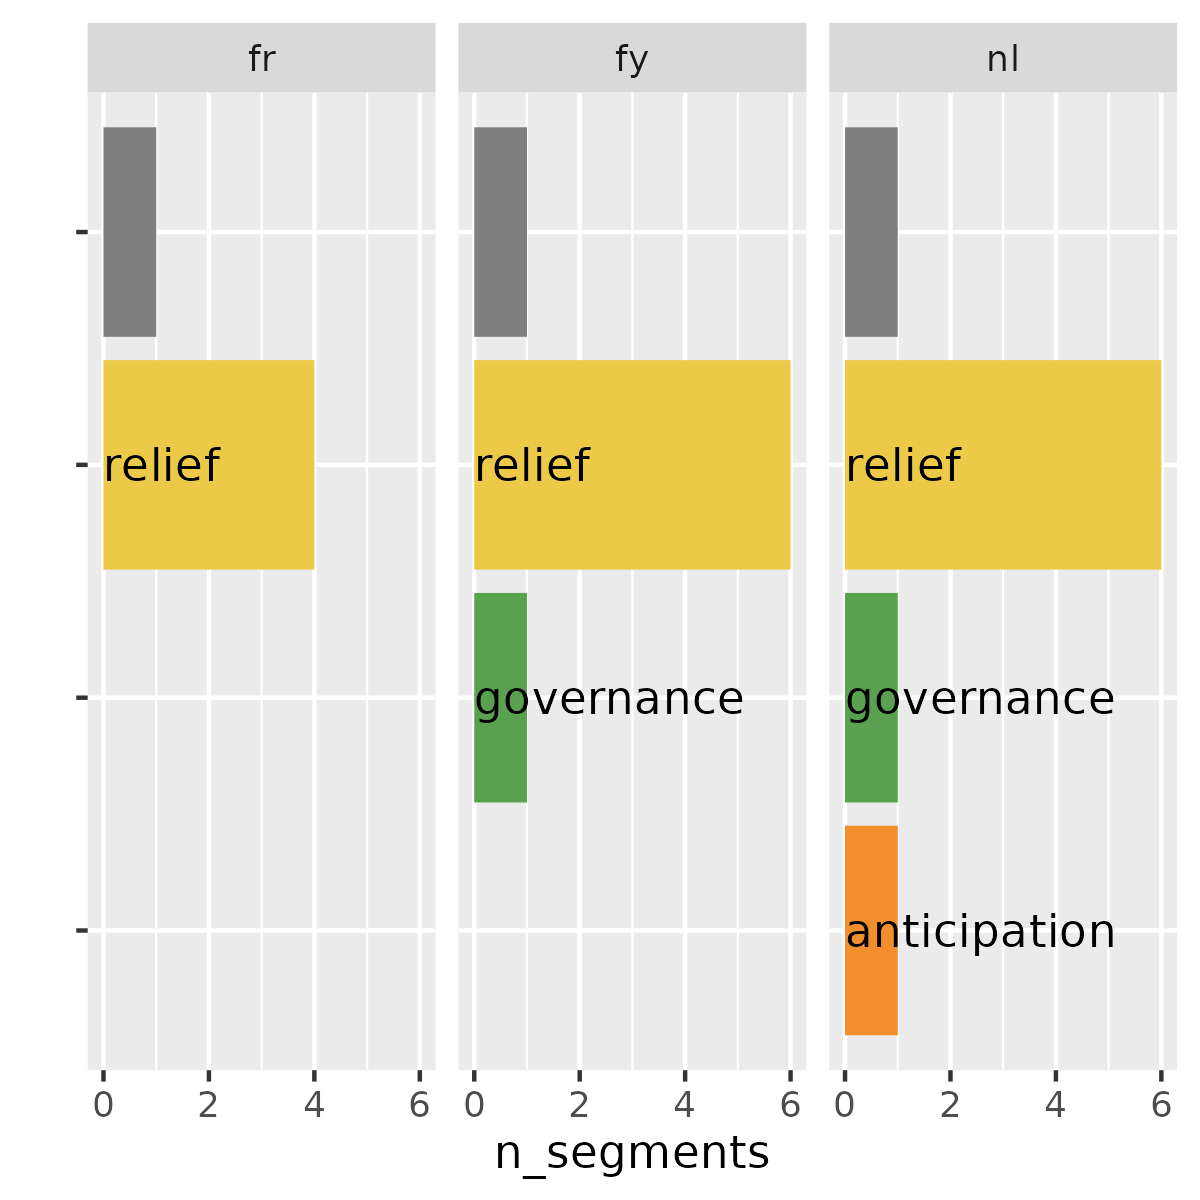 fr fy nl
relief relief relief
governance governance
anticipation
0 2 4 6 0 2 4 6 0 2 4 6
n_segments